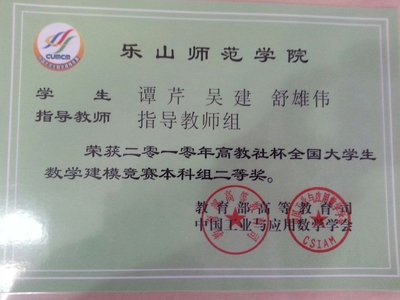 CUMCM
乐山师范学院
学 生 谭芹 吴建 舒雄伟
指导教师 指导教师组
荣获二零一零年高教社杯全国大学生
数学建模竞赛本科组二等奖。
教育部高等教育司
中国工业与应用数学学会
CSIAM